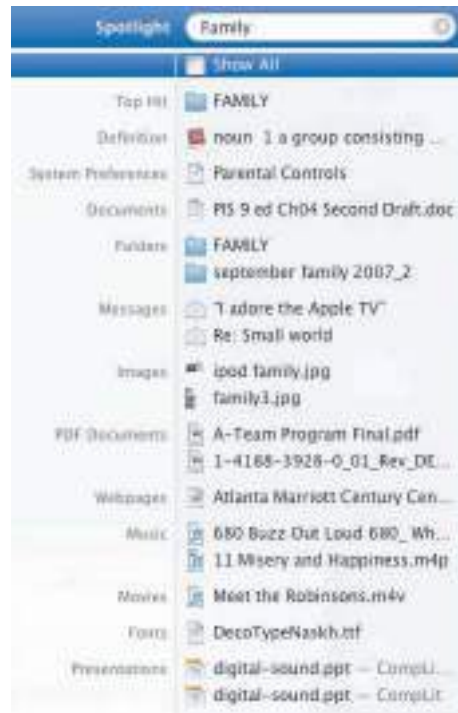 Spotlight Family
Show All
Top Hit FAMILY
Definition noun 1 a group consisting ...
System Preferences Parental Controls
Documents PIS 9 ed Ch04 Second Draft.doc
Folders FAMILY
september family 2007_2
Messages "I adore the Apple TV"
Re: Small world
Images ipod family.jpg
family3.jpg
PDF Documents A-Team Program Final.pdf
1-4188-3928-0_01_Rev_DE...
Webpages Atlanta Marriott Century Cen...
Music 680 Buzz Out Loud 680_ Wh...
11 Misery and Happiness.m4p
Movies Meet the Robinsons.m4v
Fonts DecoTypeNaskh.ttf
Presentations digital-sound.ppt — CompLit...
digital-sound.ppt — CompLit